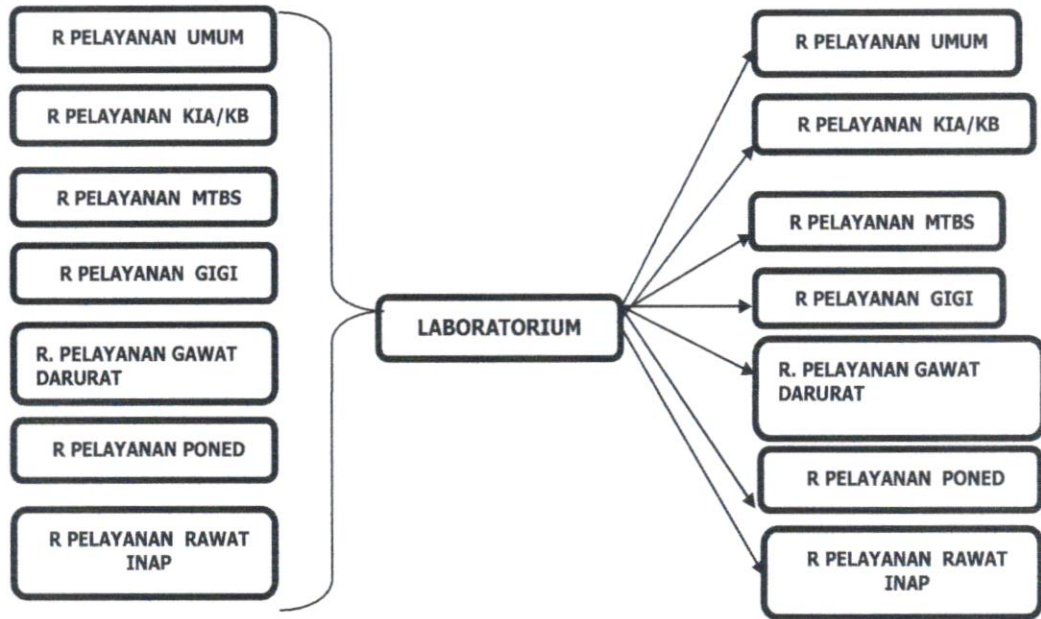 R PELAYANAN UMUM
R PELAYANAN KIA/KB
R PELAYANAN MTBS
R PELAYANAN GIGI
R. PELAYANAN GAWAT
DARURAT
R PELAYANAN PONED
R PELAYANAN RAWAT
INAP
LABORATORIUM
R PELAYANAN UMUM
R PELAYANAN KIA/KB
R PELAYANAN MTBS
R PELAYANAN GIGI
R. PELAYANAN GAWAT
DARURAT
R PELAYANAN PONED
R PELAYANAN RAWAT
INAP